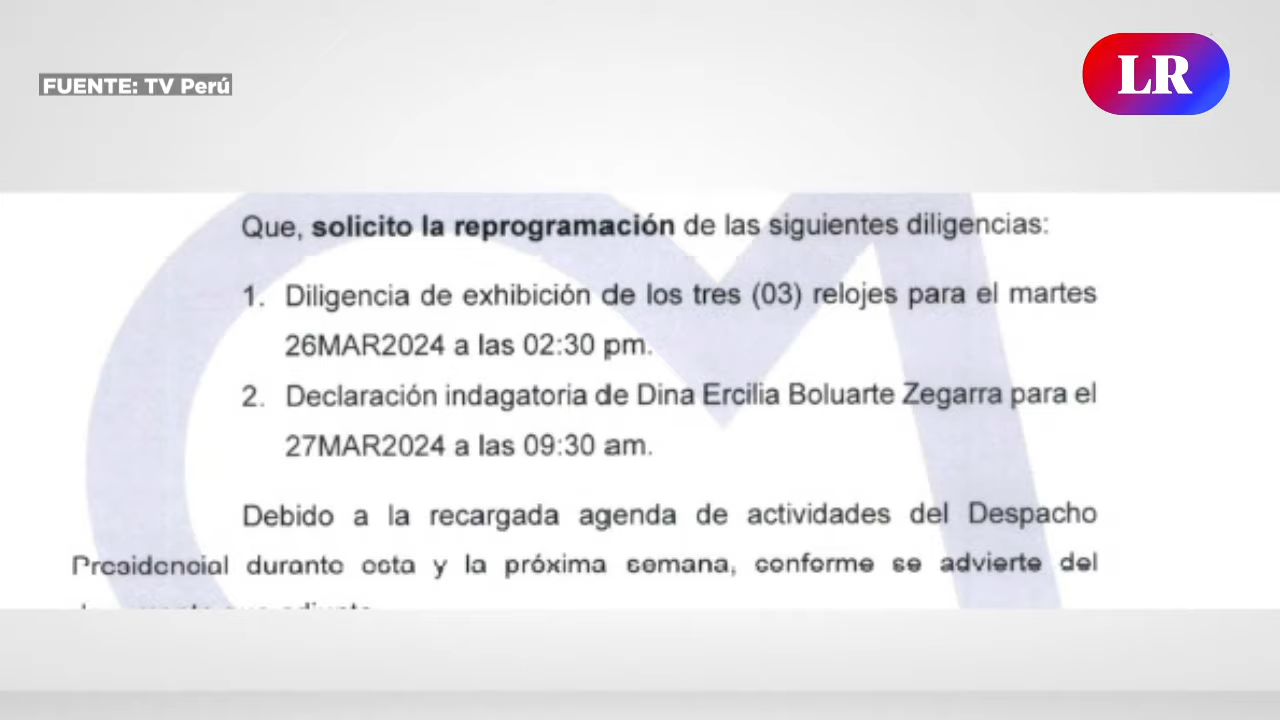 FUENTE: TV Perú
LR
Que, solicito la reprogramación de las siguientes diligencias:
1. Diligencia de exhibición de los tres (03) relojes para el martes
26MAR2024 a las 02:30 pm.
2. Declaración indagatoria de Dina Ercilia Boluarte Zegarra para el
27MAR2024 a las 09:30 am.
Debido a la recargada agenda de actividades del Despacho
Presidencial durante esta y la próxima semana, conforme se advierte del